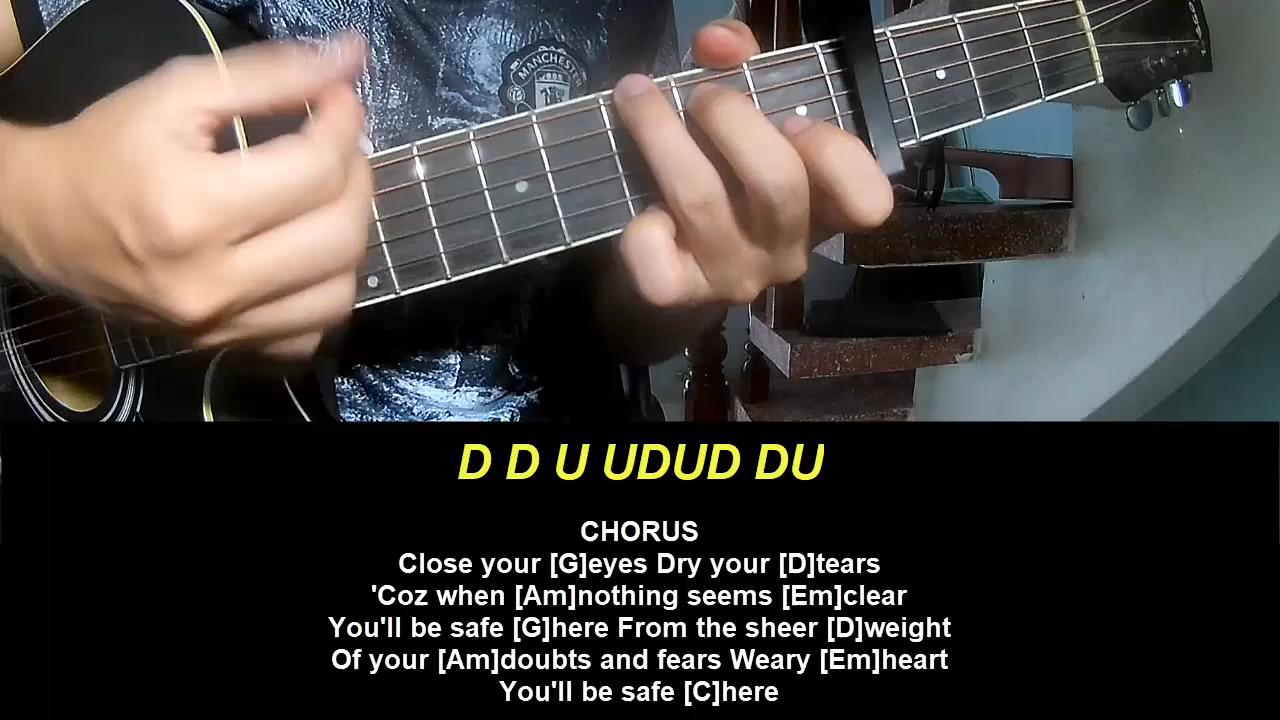 MANCHESTER
D D U UDUD DU
CHORUS
Close your [G]eyes Dry your [D]tears
'Coz when [Am]nothing seems [Em]clear
You'll be safe [G]here From the sheer [D]weight
Of your [Am]doubts and fears Weary [Em]heart
You'll be safe [C]here